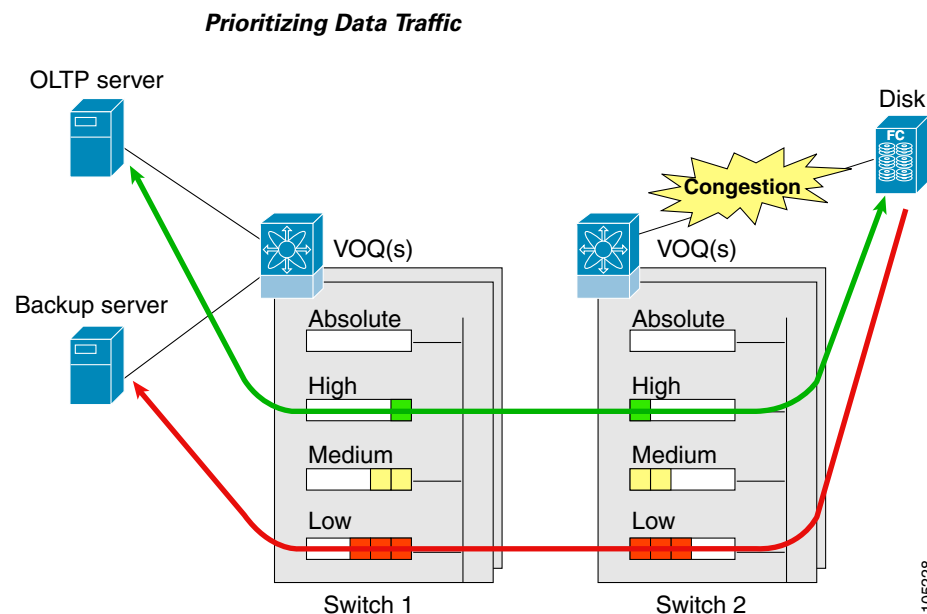 Prioritizing Data Traffic
OLTP server
Disk
FC
Congestion
VOQ(s)
VOQ(s)
Backup server
Absolute
Absolute
High
High
Medium
Medium
Low
Low
Switch 1
Switch 2
105228